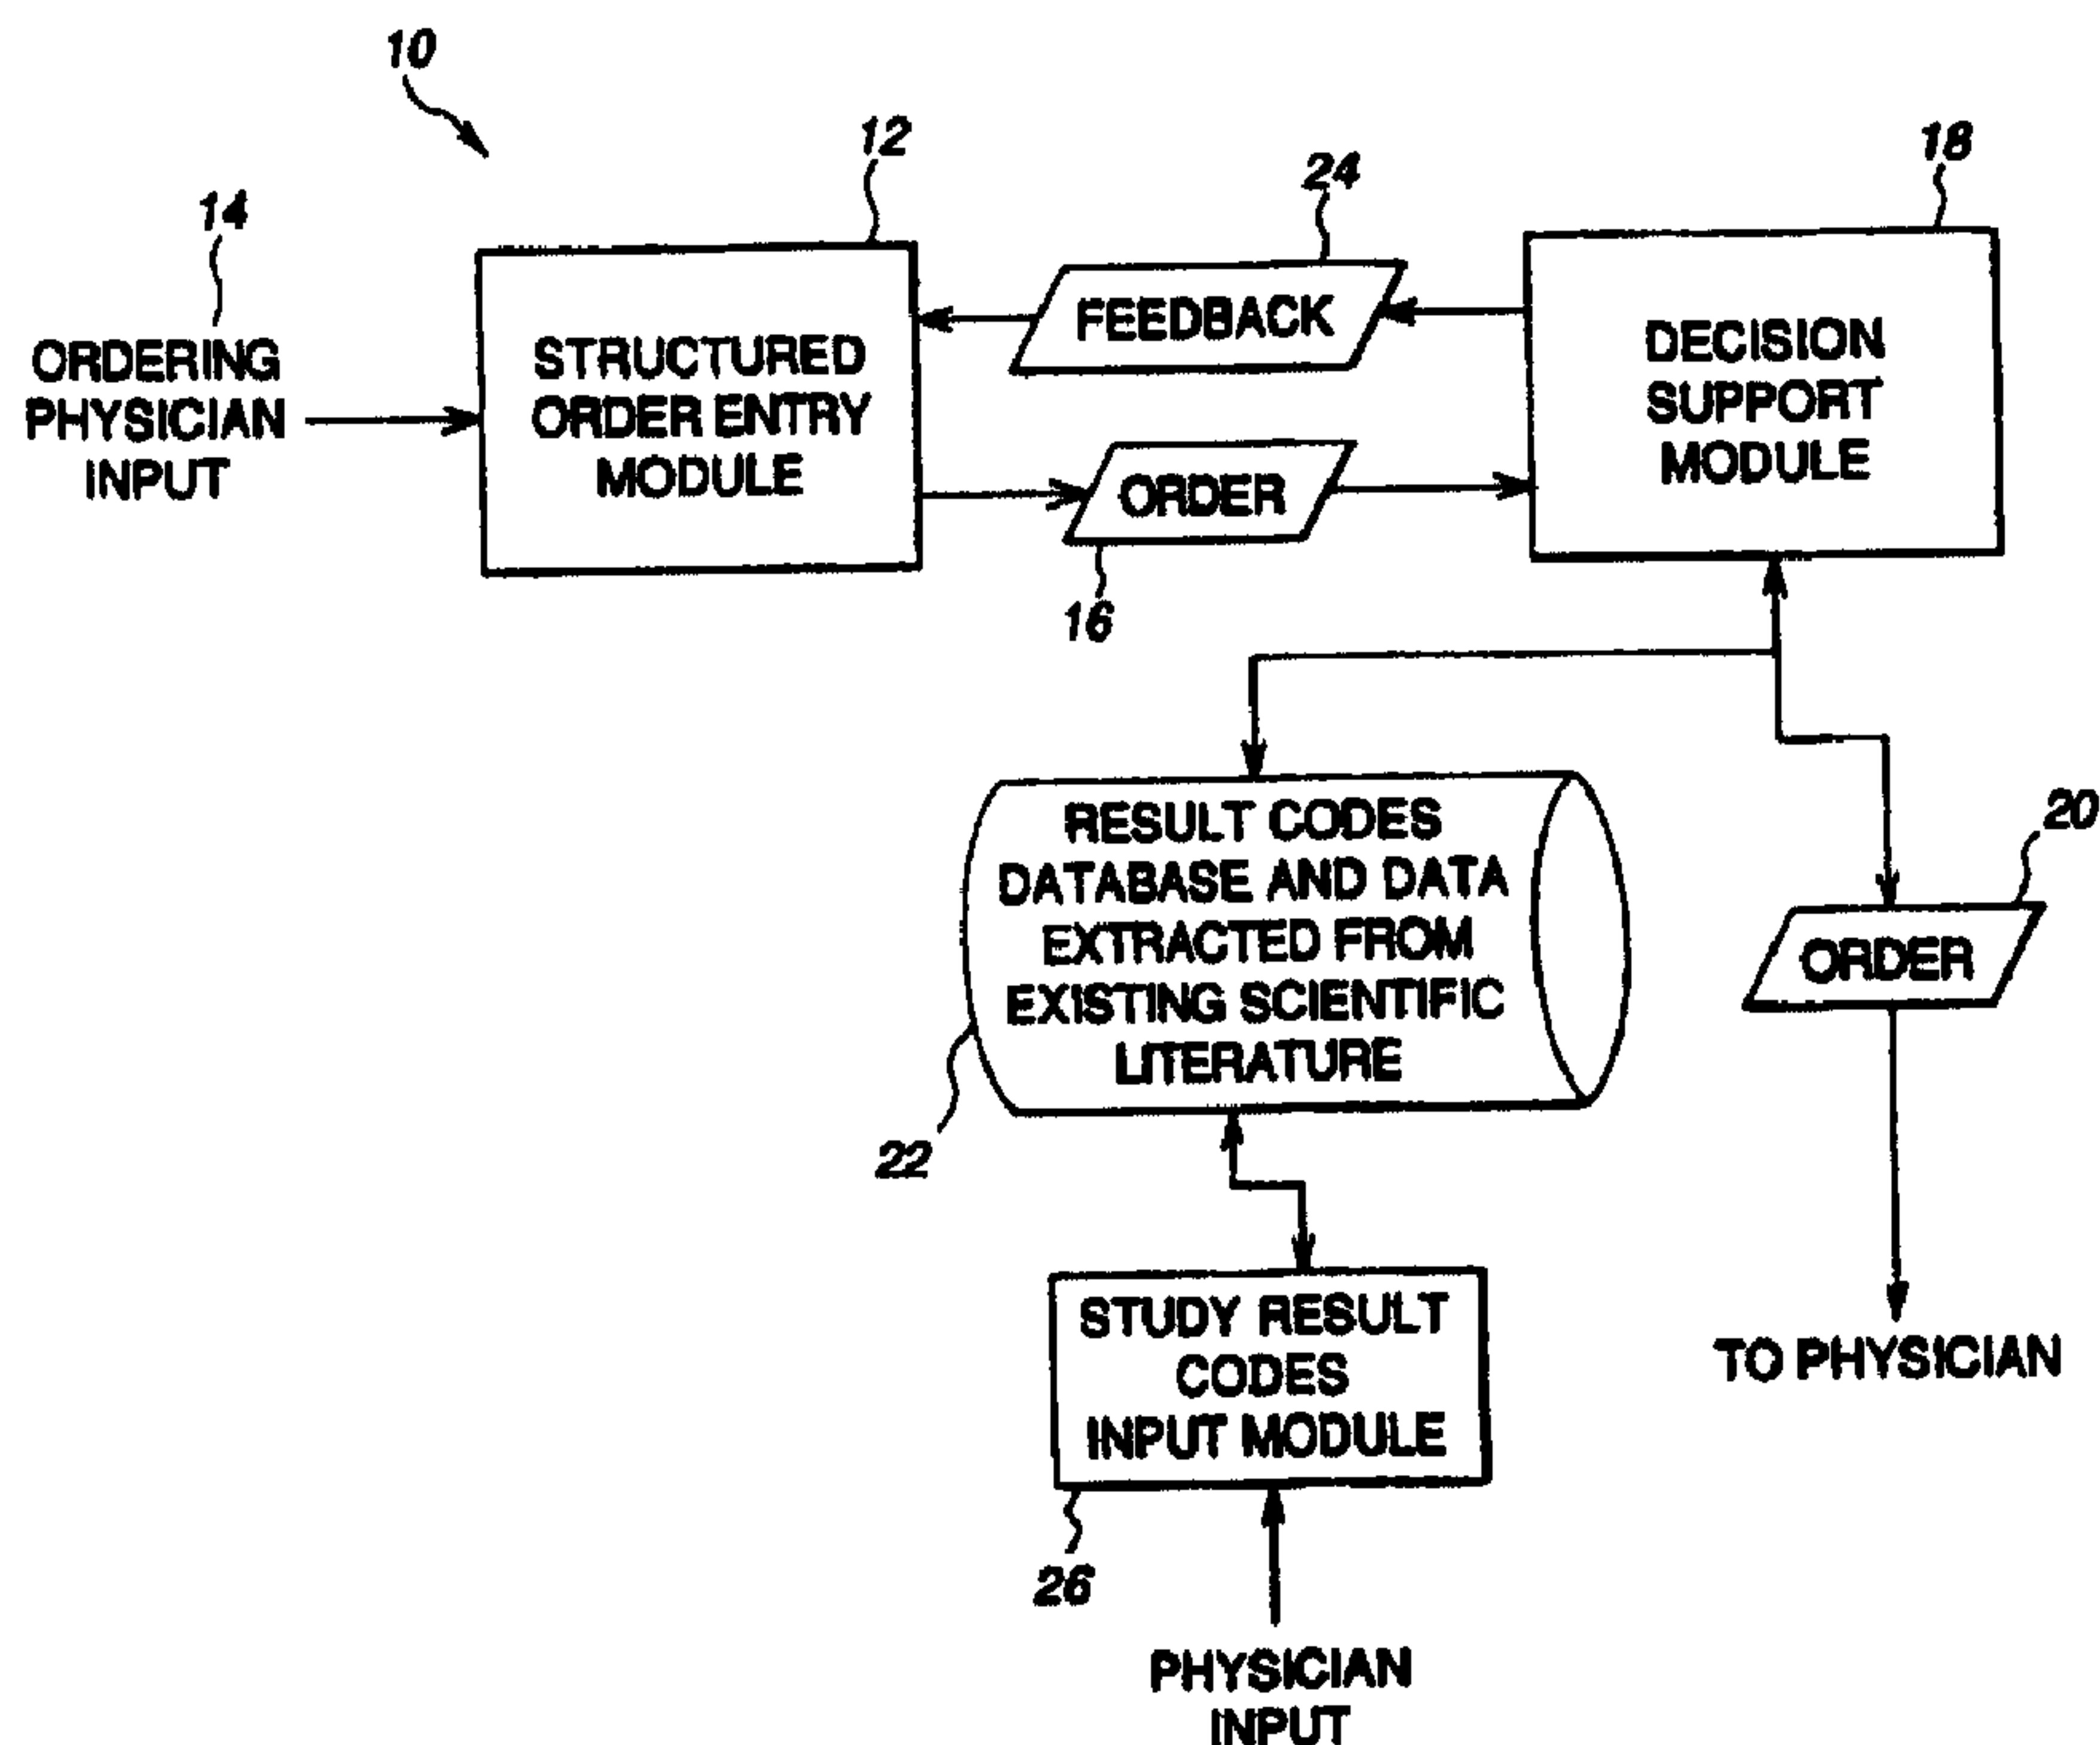 10
12
14
24
18
ORDERING
PHYSICIAN
INPUT
STRUCTURED
ORDER ENTRY
MODULE
FEEDBACK
ORDER
16
DECISION
SUPPORT
MODULE
RESULT CODES
DATABASE AND DATA
EXTRACTED FROM
EXISTING SCIENTIFIC
LITERATURE
22
20
ORDER
TO PHYSICIAN
STUDY RESULT
CODES
INPUT MODULE
26
PHYSICIAN
INPUT